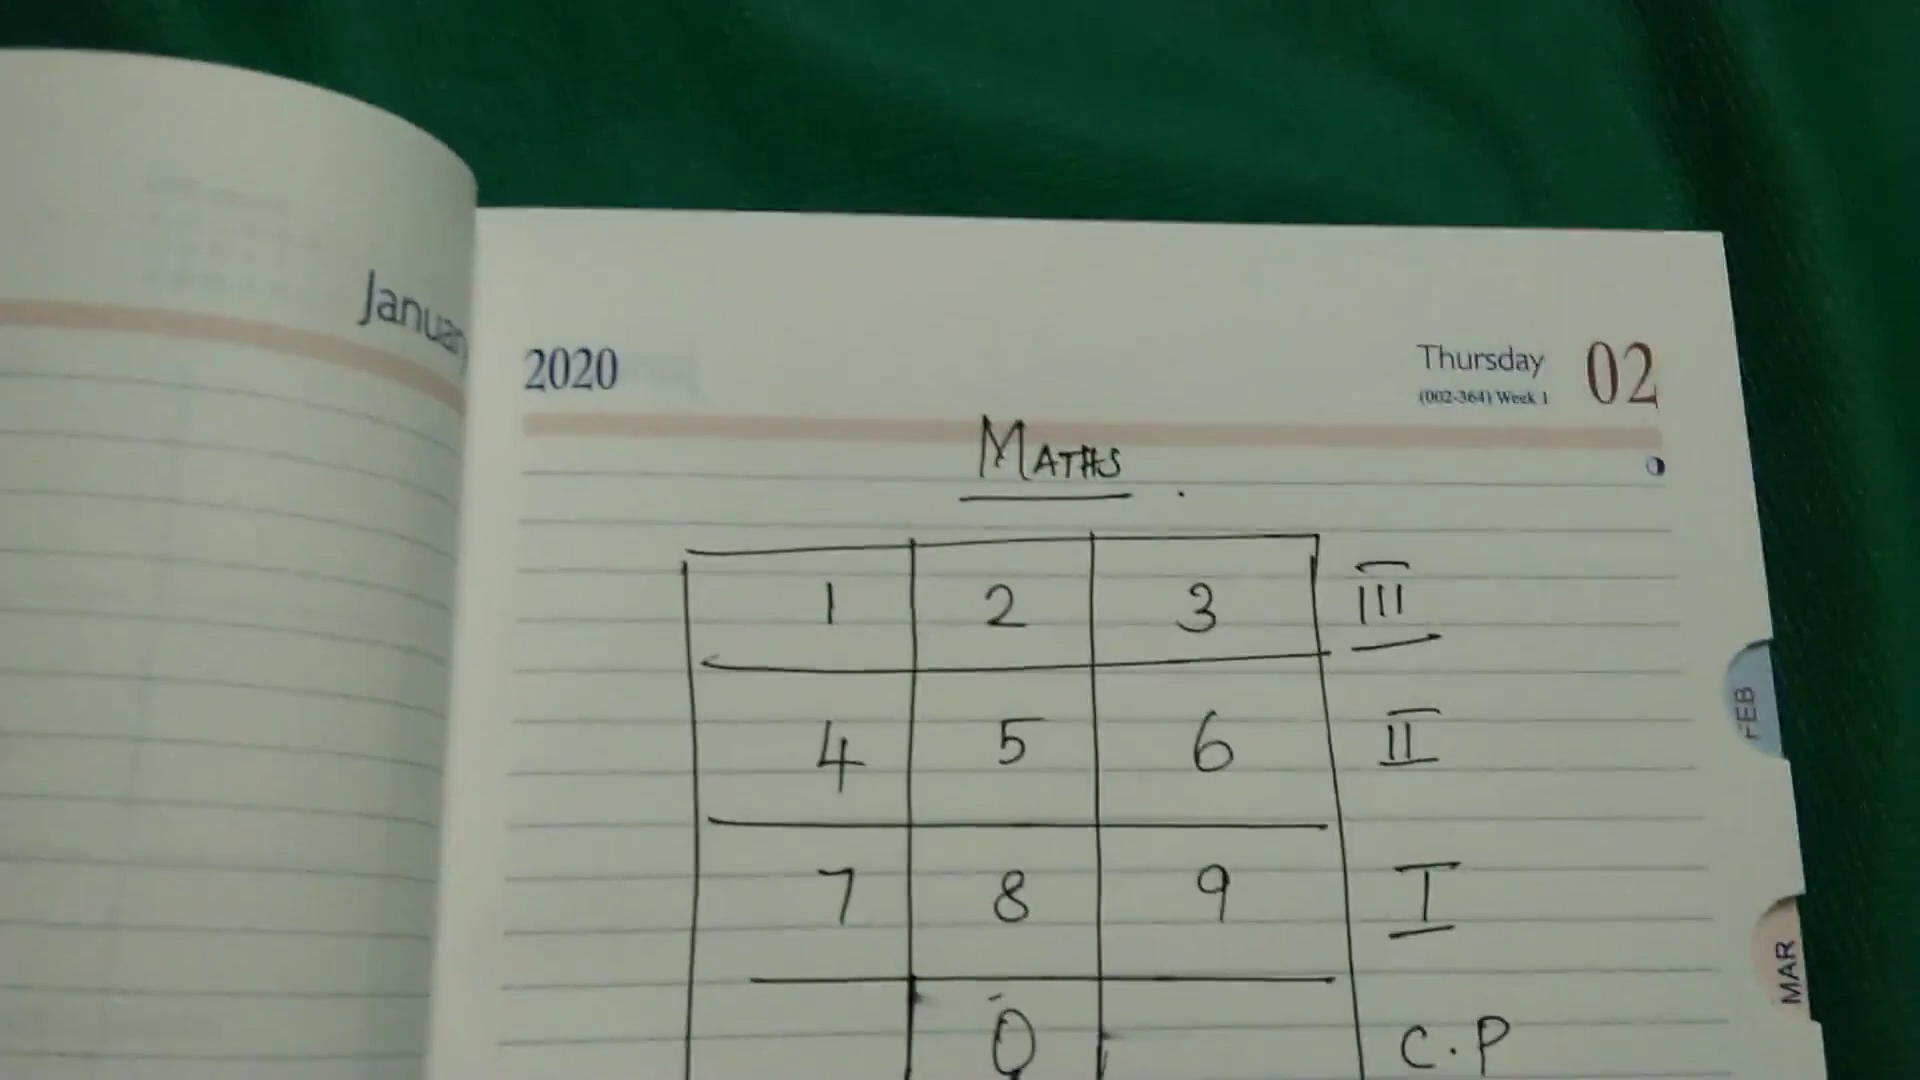 January
2020 Thursday 02
(002-364) Week 1
MATHS
1 2 3 III
4 5 6 II
7 8 9 I
0 C.P
FEB
MAR